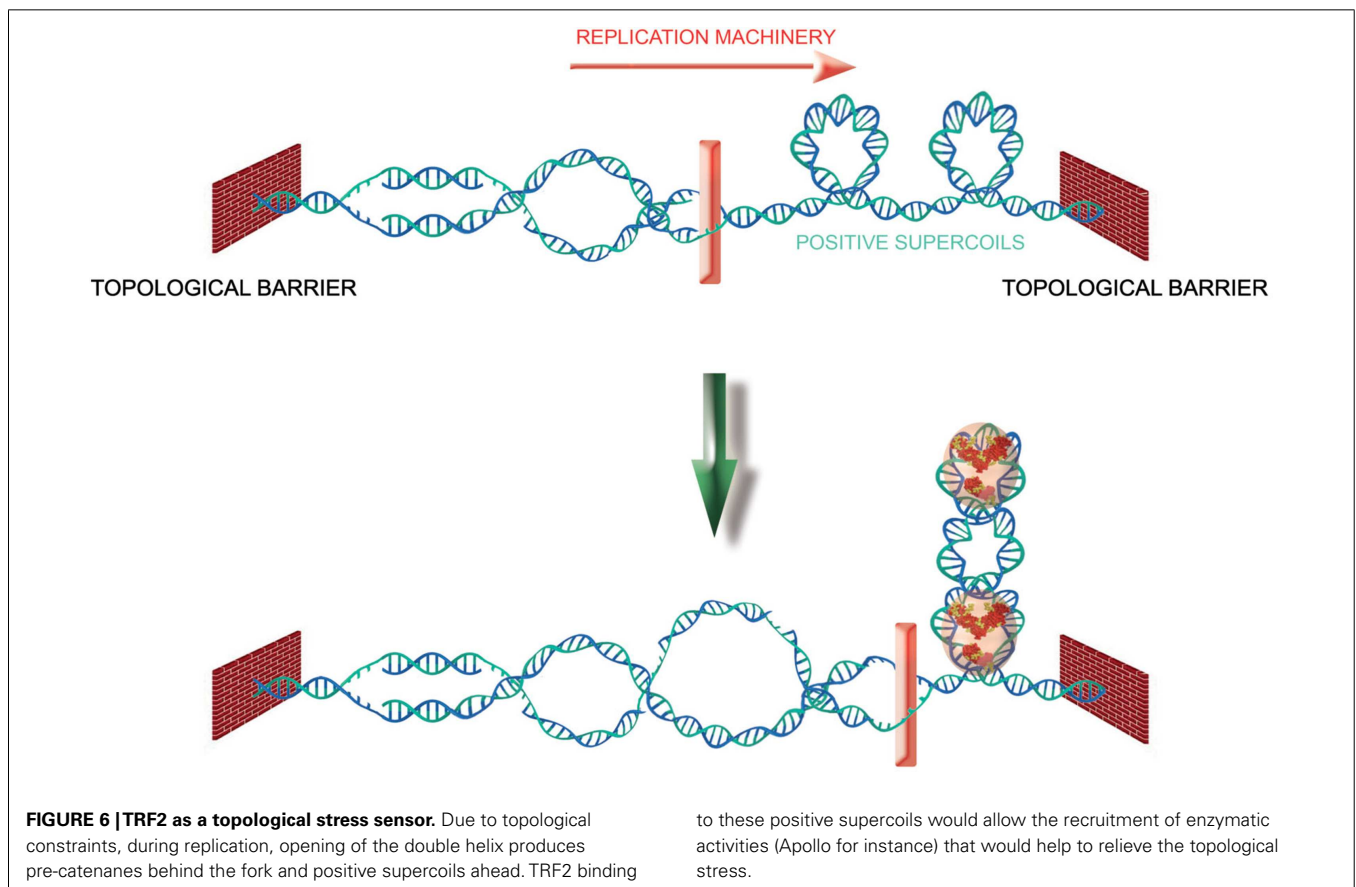 REPLICATION MACHINERY
POSITIVE SUPERCOILS
TOPOLOGICAL BARRIER
TOPOLOGICAL BARRIER
FIGURE 6 | TRF2 as a topological stress sensor. Due to topological
constraints, during replication, opening of the double helix produces
pre-catenanes behind the fork and positive supercoils ahead. TRF2 binding
to these positive supercoils would allow the recruitment of enzymatic
activities (Apollo for instance) that would help to relieve the topological
stress.